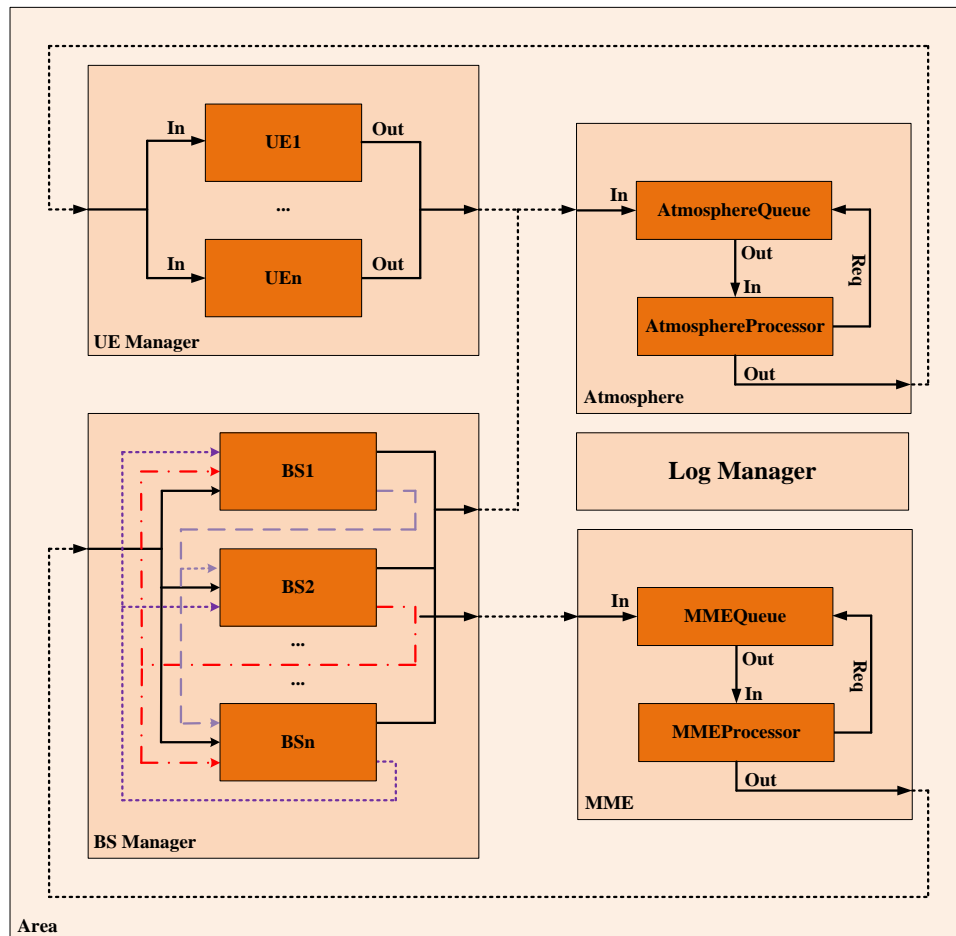 In
UE1
Out
...
In
UEn
Out
UE Manager
In
AtmosphereQueue
Out
In
Req
AtmosphereProcessor
Out
Atmosphere
Log Manager
BS1
BS2
...
...
BSn
BS Manager
In
MMEQueue
Out
In
Req
MMEProcessor
Out
MME
Area